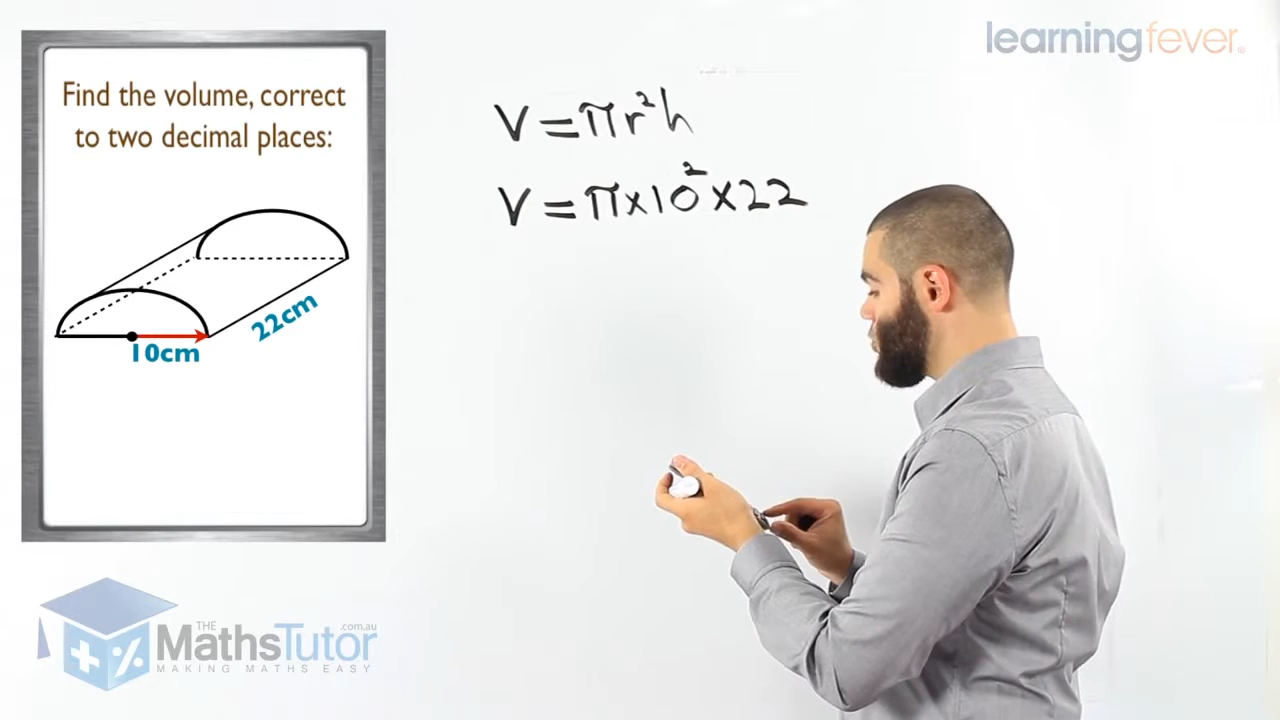 learningfever.
Find the volume, correct
to two decimal places:
22cm
10cm
V = πr²h
V = π×10²×22
THE
MathsTutor
.com.au
MAKING MATHS EASY